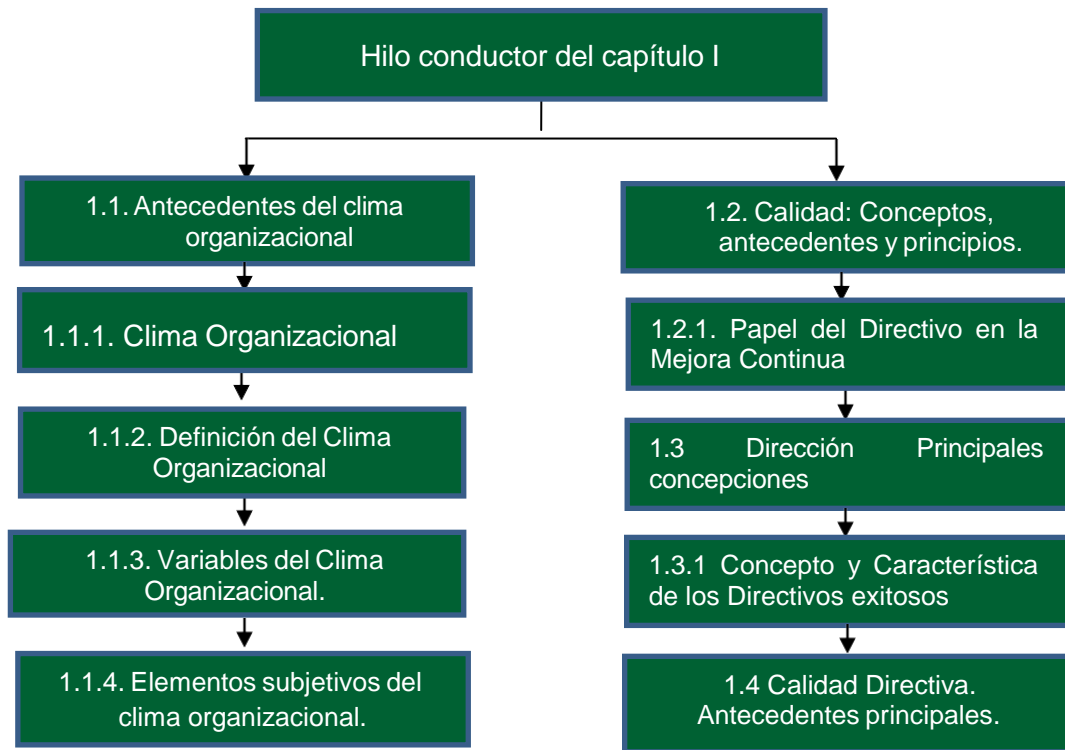 Hilo conductor del capítulo I
1.1. Antecedentes del clima
organizacional
1.1.1. Clima Organizacional
1.1.2. Definición del Clima
Organizacional
1.1.3. Variables del Clima
Organizacional.
1.1.4. Elementos subjetivos del
clima organizacional.
1.2. Calidad: Conceptos,
antecedentes y principios.
1.2.1. Papel del Directivo en la
Mejora Continua
1.3 Dirección Principales
concepciones
1.3.1 Concepto y Característica
de los Directivos exitosos
1.4 Calidad Directiva.
Antecedentes principales.